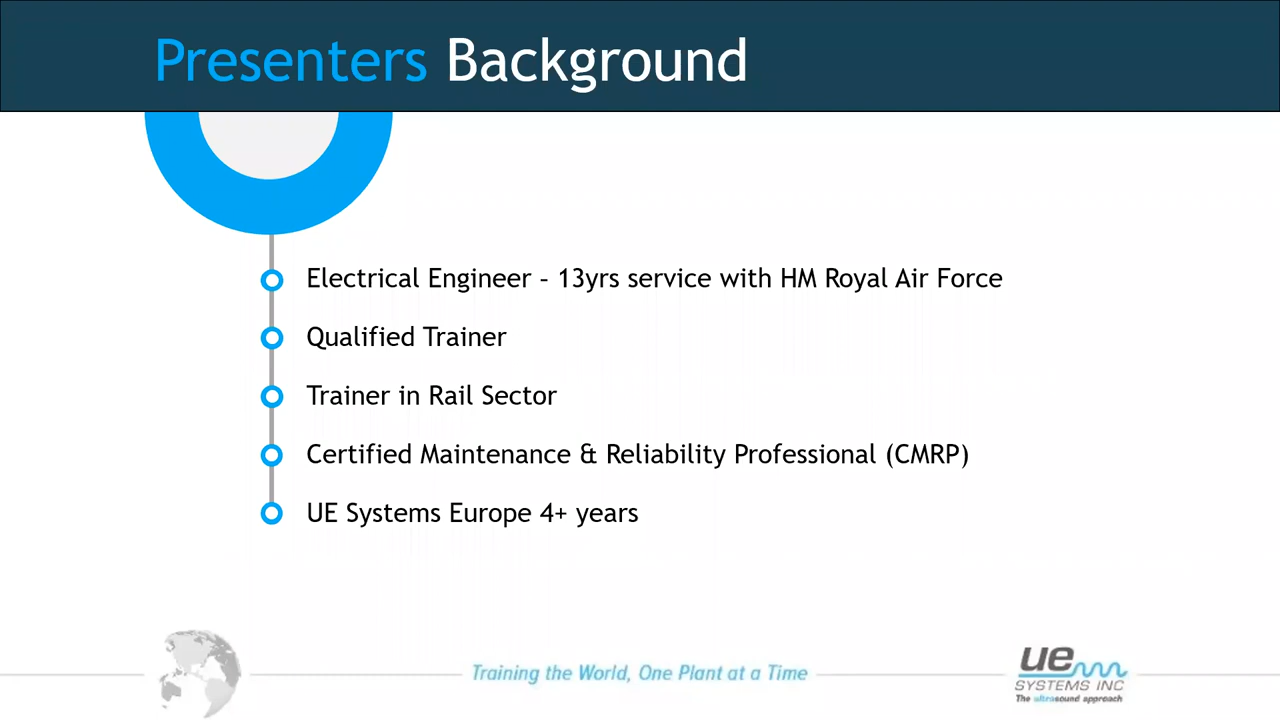 Presenters Background
Electrical Engineer – 13yrs service with HM Royal Air Force
Qualified Trainer
Trainer in Rail Sector
Certified Maintenance & Reliability Professional (CMRP)
UE Systems Europe 4+ years
Training the World, One Plant at a Time
ue
SYSTEMS INC
The ultrasound approach